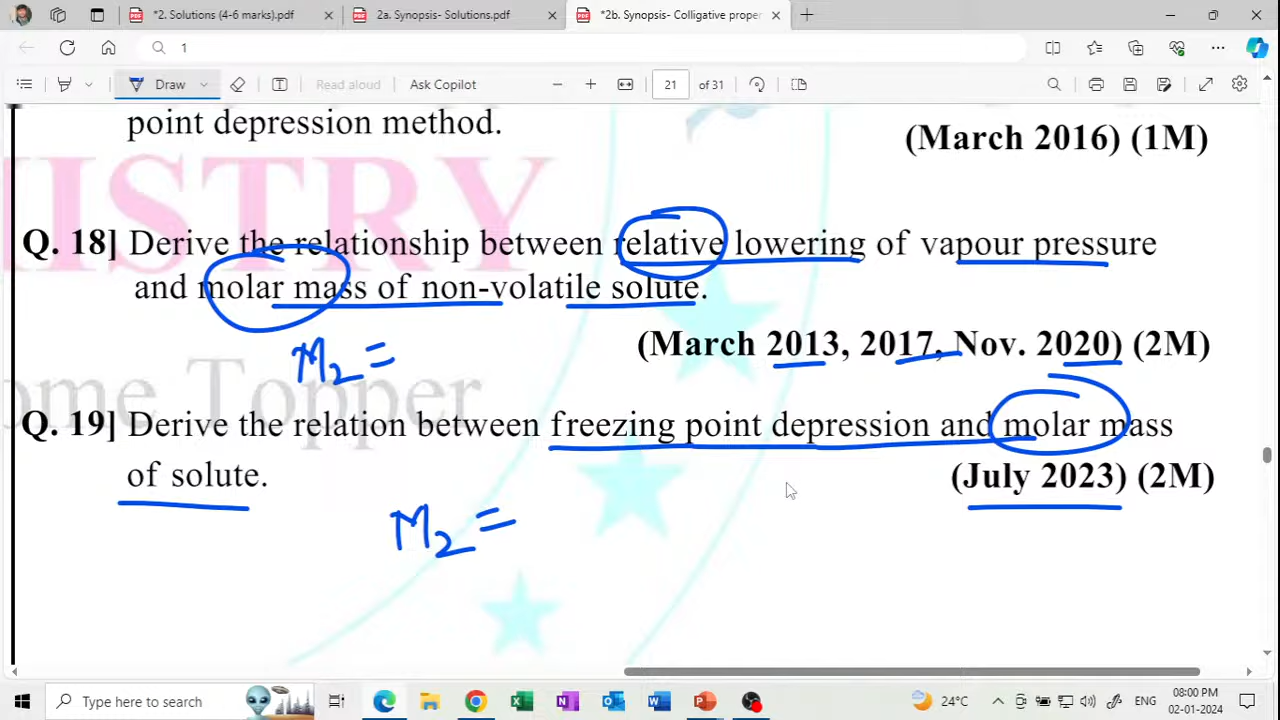 *2. Solutions (4-6 marks).pdf
2a. Synopsis- Solutions.pdf
*2b. Synopsis- Colligative proper
1
Draw
Read aloud
Ask Copilot
21
of 31
point depression method.
(March 2016) (1M)
MISTRY
Q. 18] Derive the relationship between relative lowering of vapour pressure
and molar mass of non-volatile solute.
M2 =
(March 2013, 2017, Nov. 2020) (2M)
ome Topper
Q. 19] Derive the relation between freezing point depression and molar mass
of solute.
(July 2023) (2M)
M2 =
Type here to search
24°C
ENG
08:00 PM
02-01-2024